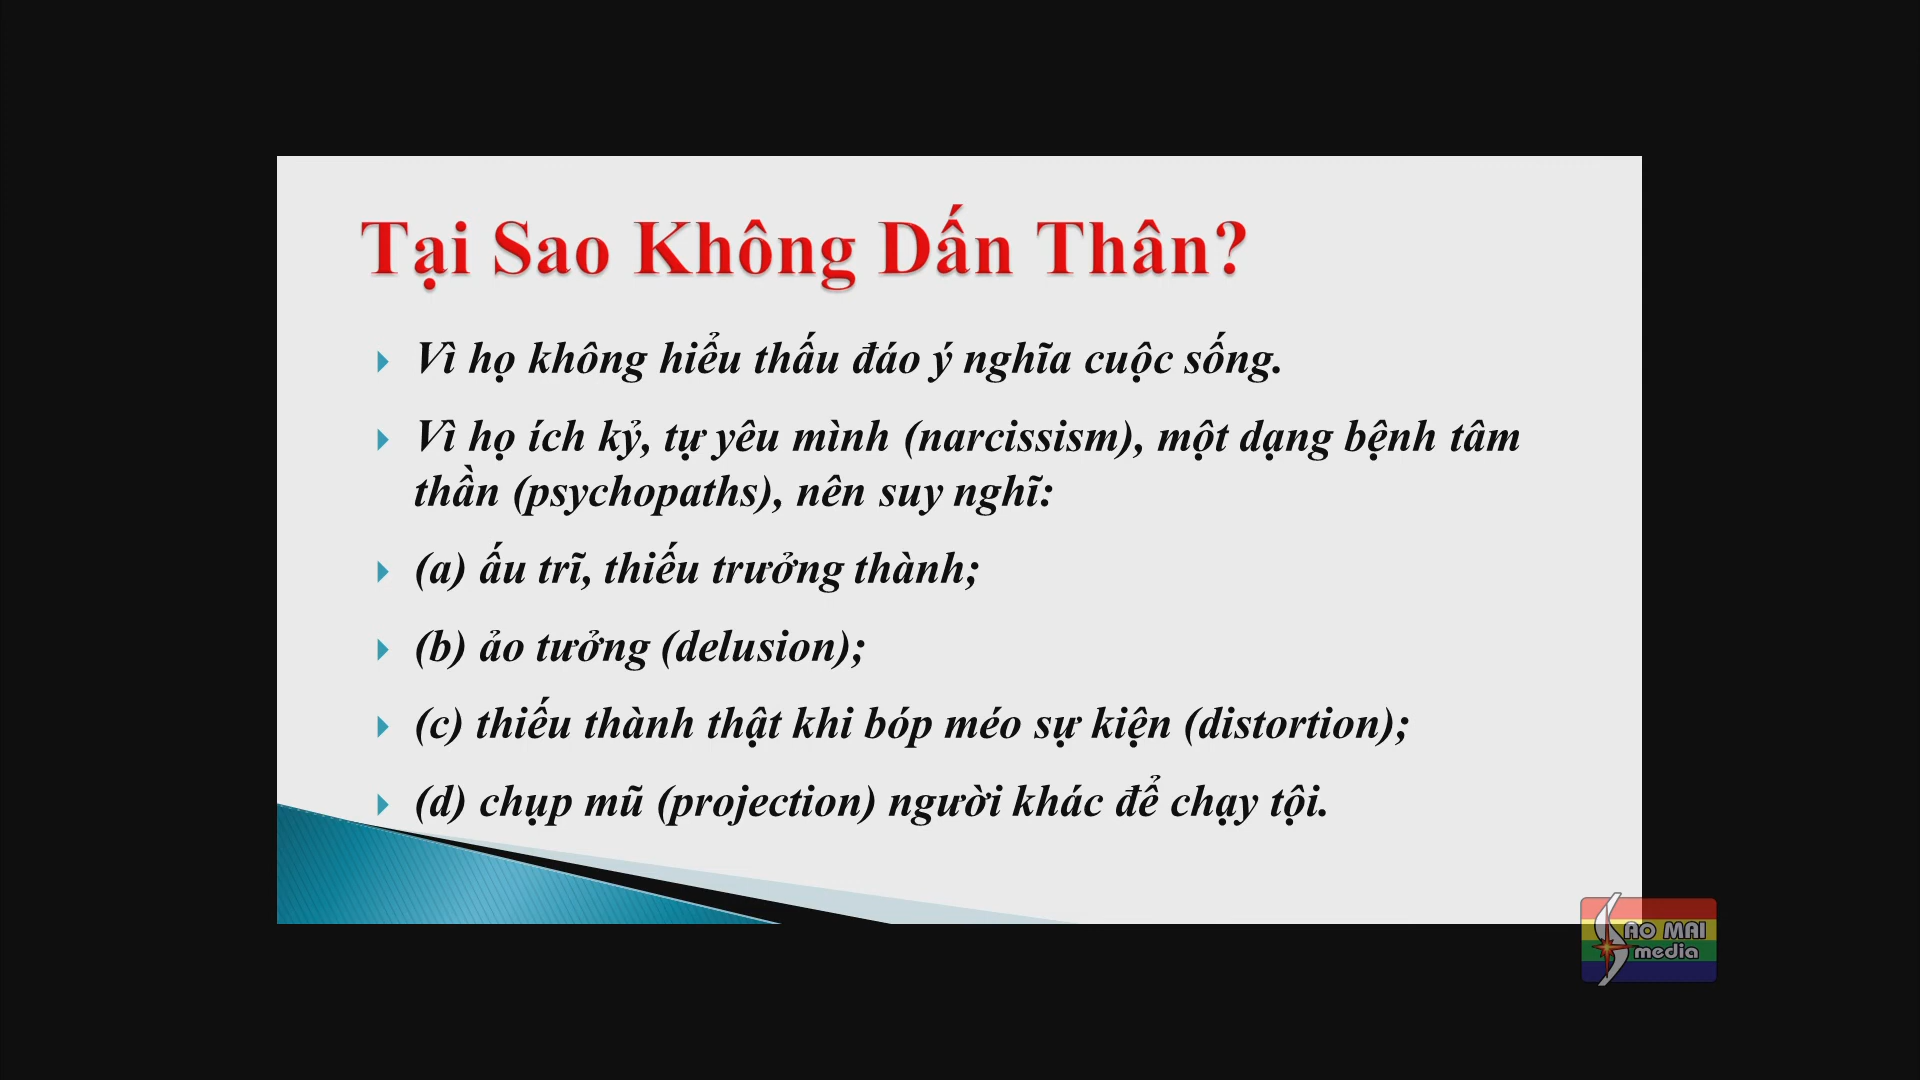 Tại Sao Không Dấn Thân?
Vì họ không hiểu thấu đáo ý nghĩa cuộc sống.
Vì họ ích kỷ, tự yêu mình (narcissism), một dạng bệnh tâm
thần (psychopaths), nên suy nghĩ:
(a) ấu trĩ, thiếu trưởng thành;
(b) ảo tưởng (delusion);
(c) thiếu thành thật khi bóp méo sự kiện (distortion);
(d) chụp mũ (projection) người khác để chạy tội.
SAO MAI
media